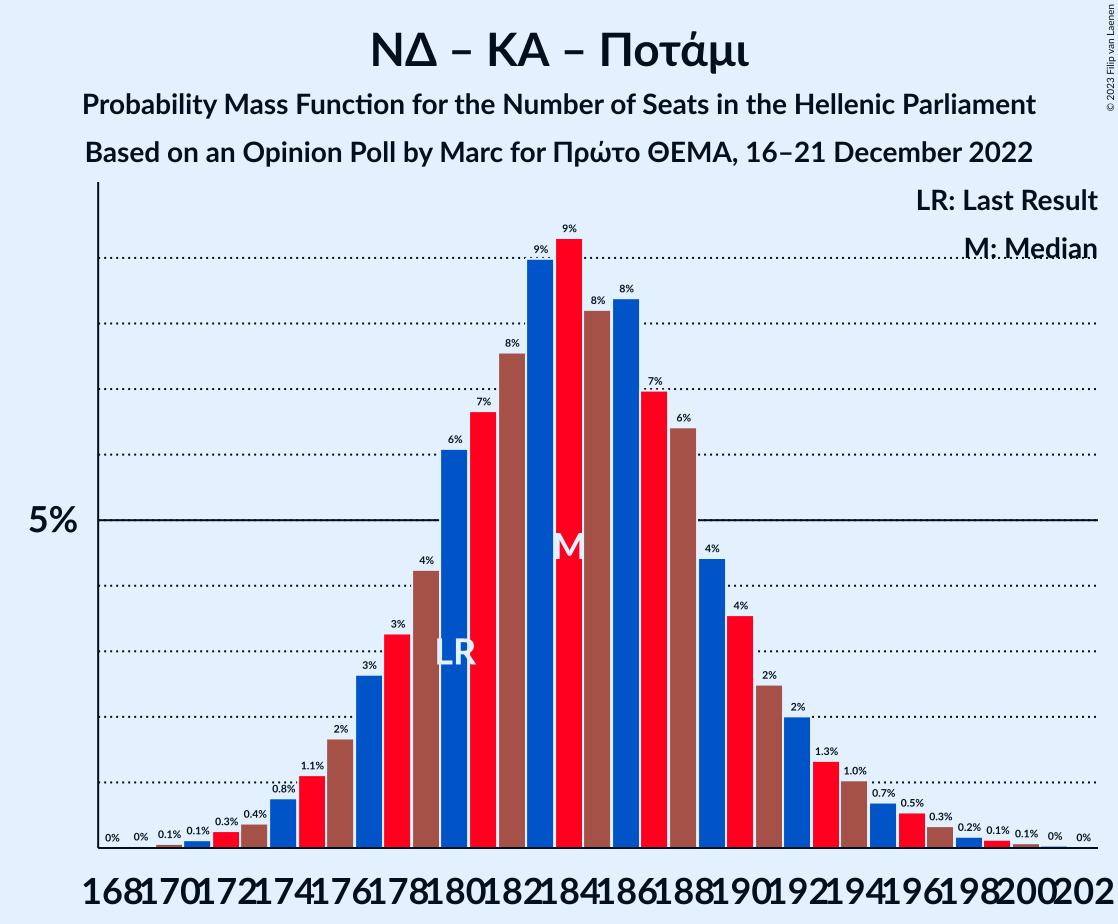 ΝΔ – ΚΑ – Ποτάμι
Probability Mass Function for the Number of Seats in the Hellenic Parliament
Based on an Opinion Poll by Marc for Πρώτο ΘΕΜΑ, 16–21 December 2022
© 2023 Filip van Laenen
LR: Last Result
M: Median
5%
0% 0% 0.1% 0.1% 0.3% 0.4% 0.8% 1.1% 2% 3% 3% 4% 6% 7% 8% 9% 9% 8% 8% 7% 6% 4% 4% 2% 2% 1.3% 1.0% 0.7% 0.5% 0.3% 0.2% 0.1% 0.1% 0% 0%
M
LR
168 170 172 174 176 178 180 182 184 186 188 190 192 194 196 198 200 202